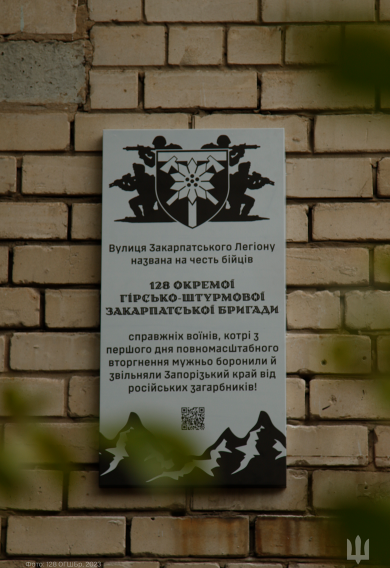 Вулиця Закарпатського Легіону
названа на честь бійців
128 ОКРЕМОЇ
ГІРСЬКО-ШТУРМОВОЇ
ЗАКАРПАТСЬКОЇ БРИГАДИ
справжніх воїнів, котрі з
першого дня повномасштабного
вторгнення мужньо боронили й
звільняли Запорізький край від
російських загарбників!
Фото: 128 ОГШБр, 2023